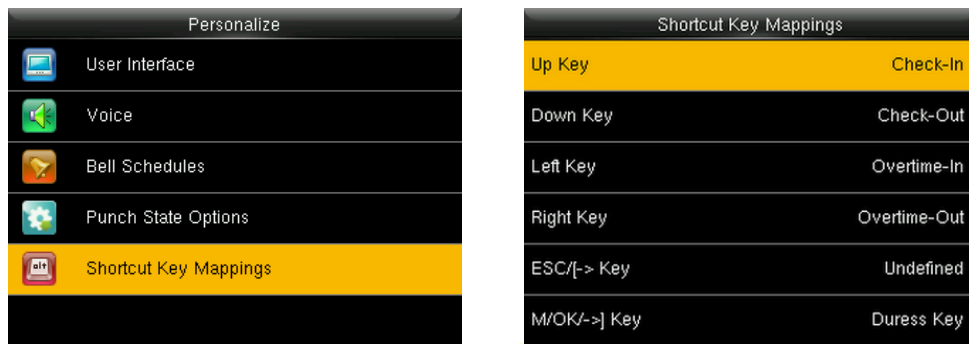 Personalize
User Interface
Voice
Bell Schedules
Punch State Options
alt
Shortcut Key Mappings
Shortcut Key Mappings
Up Key Check-In
Down Key Check-Out
Left Key Overtime-In
Right Key Overtime-Out
ESC/[-> Key Undefined
M/OK/->] Key Duress Key